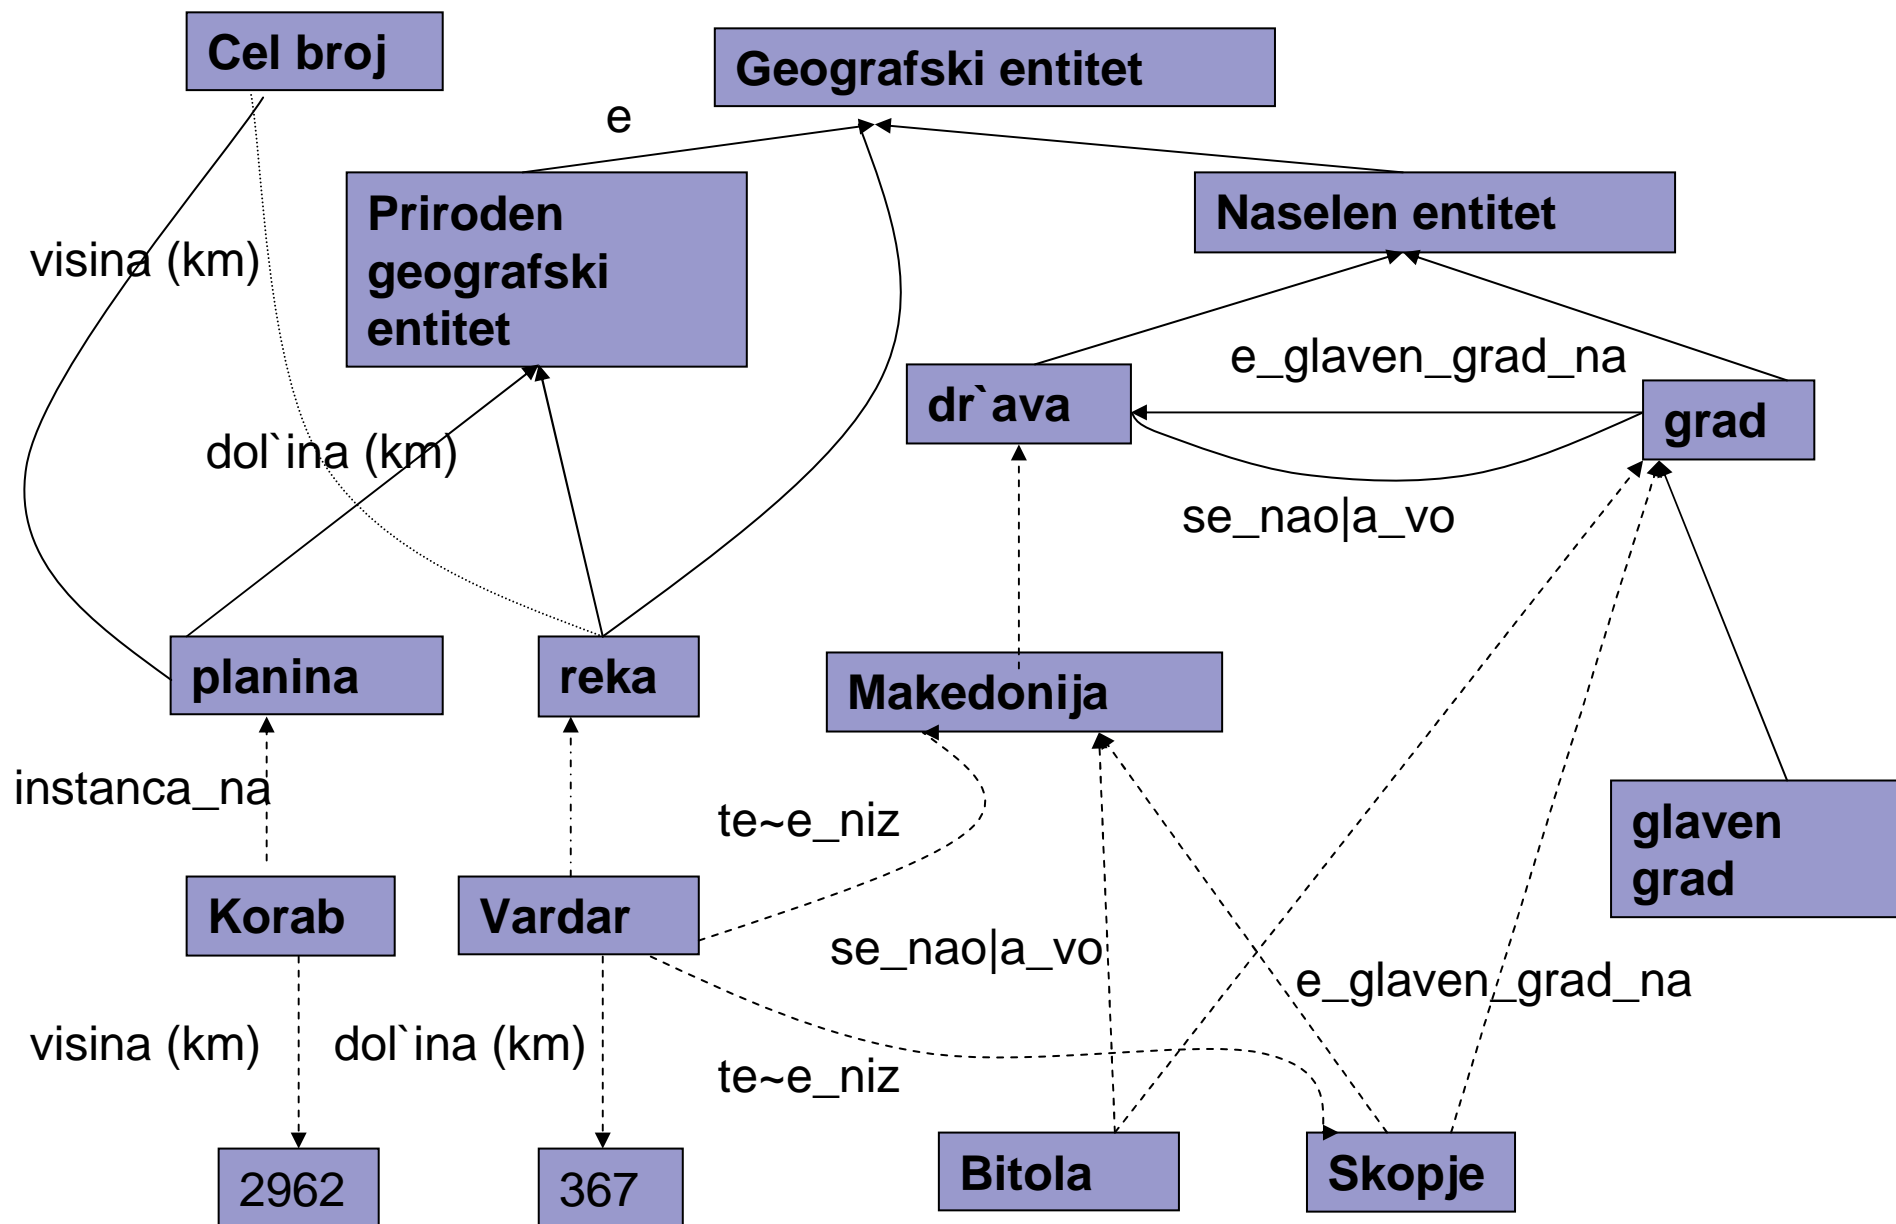 Cel broj
Geografski entitet
e
Priroden
geografski
entitet
Naselen entitet
visina (km)
e_glaven_grad_na
dr`ava
grad
dol`ina (km)
se_nao|a_vo
planina
reka
Makedonija
instanca_na
te~e_niz
glaven
grad
Korab
Vardar
se_nao|a_vo
e_glaven_grad_na
visina (km)
dol`ina (km)
te~e_niz
Bitola
Skopje
2962
367